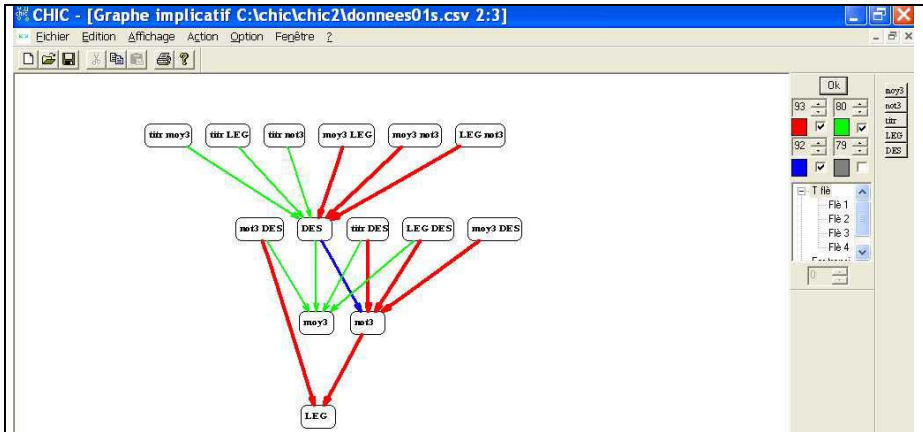 CHIC - [Graphe implicatif C:\chic\chic2\donnees01s.csv 2:3]
Fichier Edition Affichage Action Option Fenêtre ?
Ok
93 80
92 79
moy3
not3
titr
LEG
DES
T flè
Flè 1
Flè 2
Flè 3
Flè 4
0
titr moy3 titr LEG titr not3 moy3 LEG moy3 not3 LEG not3
not3 DES DES titr DES LEG DES moy3 DES
moy3 not3
LEG